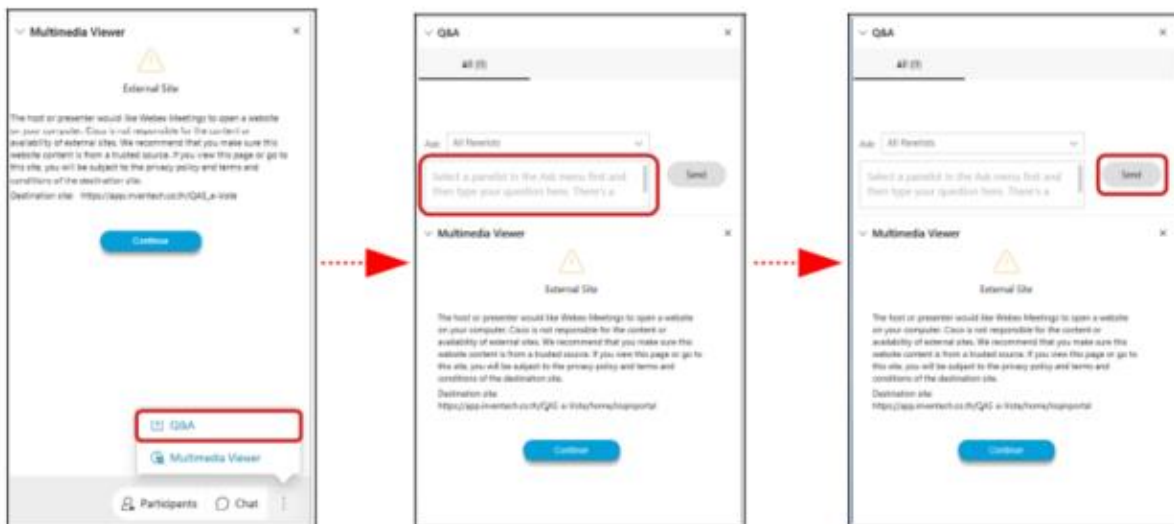 Multimedia Viewer
External Site
The host or presenter would like Webex Meetings to open a website
on your computer. Cisco is not responsible for the content or
availability of external sites. We recommend that you make sure this
website content is from a trusted source. If you view this page or go to
this site, you will be subject to the privacy policy and terms and
conditions of the destination site.
Destination site: https://app.inventech.co.th/QAS_e-Vote
Continue
Q&A
Multimedia Viewer
Participants
Chat
Q&A
All (0)
Ask: All Panelists
Select a panelist in the Ask menu first and
then type your question here. There's a
Send
Multimedia Viewer
External Site
The host or presenter would like Webex Meetings to open a website
on your computer. Cisco is not responsible for the content or
availability of external sites. We recommend that you make sure this
website content is from a trusted source. If you view this page or go to
this site, you will be subject to the privacy policy and terms and
conditions of the destination site.
Destination site:
Continue
Q&A
All (0)
Ask: All Panelists
Select a panelist in the Ask menu first and
then type your question here. There's a
Send
Multimedia Viewer
External Site
The host or presenter would like Webex Meetings to open a website
on your computer. Cisco is not responsible for the content or
availability of external sites. We recommend that you make sure this
website content is from a trusted source. If you view this page or go to
this site, you will be subject to the privacy policy and terms and
conditions of the destination site.
Destination site:
Continue